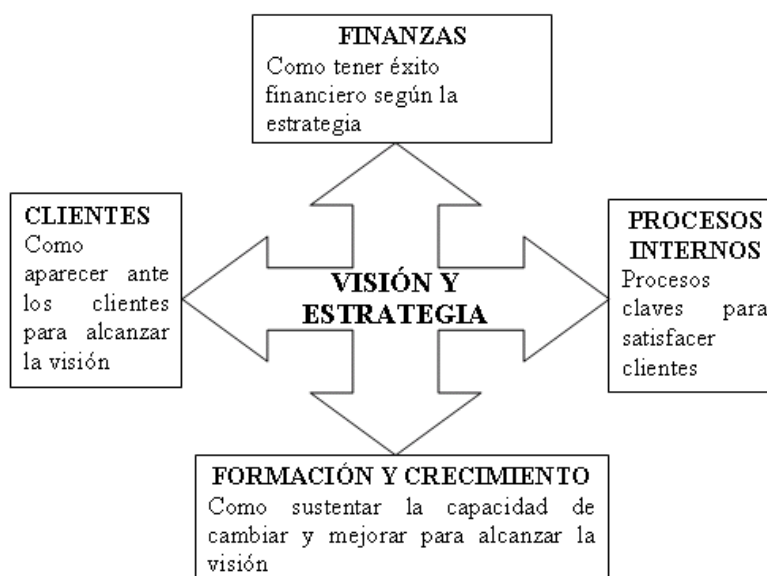 FINANZAS
Como tener éxito
financiero según la
estrategia
CLIENTES
Como
aparecer ante
los clientes
para alcanzar
la visión
VISIÓN Y
ESTRATEGIA
PROCESOS
INTERNOS
Procesos
claves para
satisfacer
clientes
FORMACIÓN Y CRECIMIENTO
Como sustentar la capacidad de
cambiar y mejorar para alcanzar la
visión